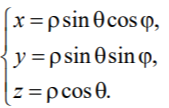 x = ρ sin θ cos φ,
y = ρ sin θ sin φ,
z = ρ cos θ.